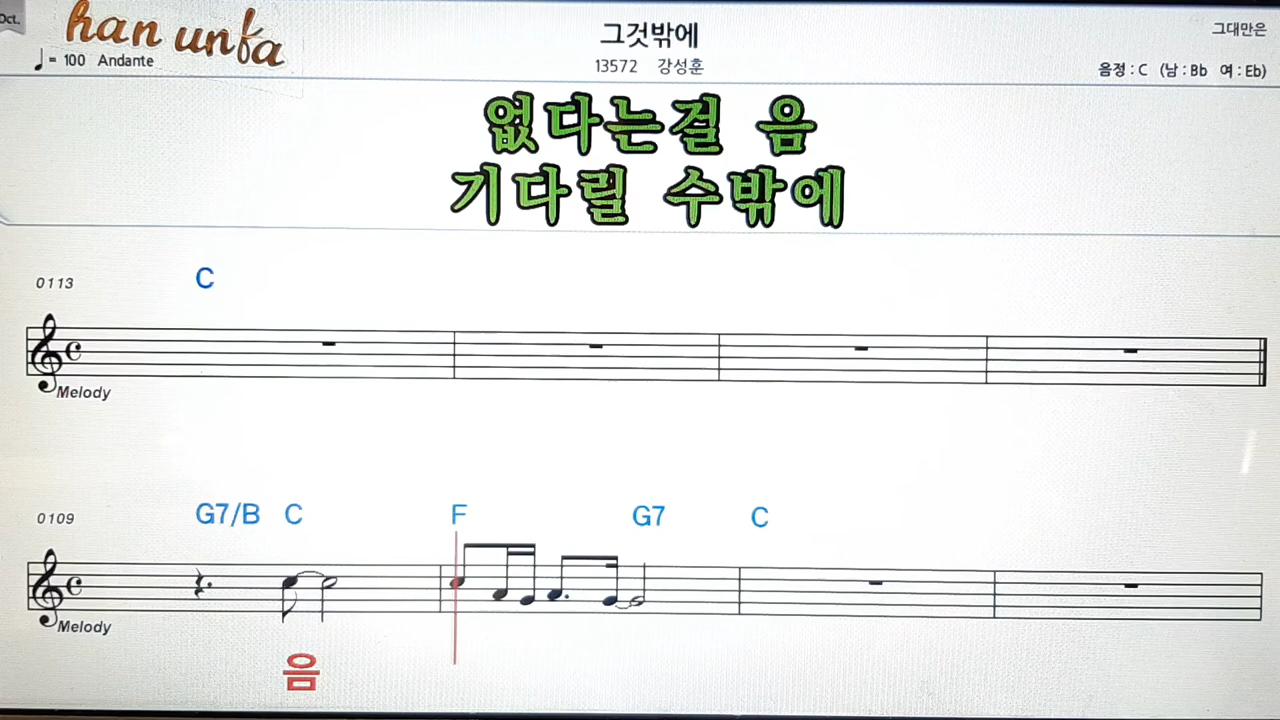 Oct.
han unfa
= 100 Andante
그것밖에
13572 강성훈
그대만은
음정 : C (남 : Bb 여 : Eb)
없다는걸 음
기다릴 수밖에
0113
C
Melody
0109
G7/B C F G7 C
Melody
음